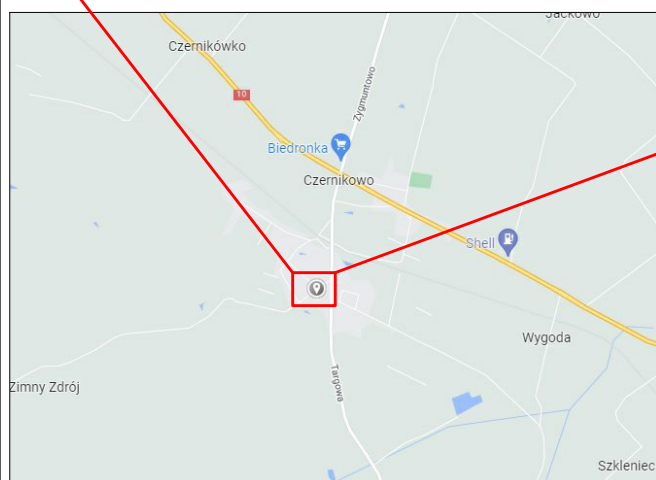 Jackowo
Czernikówko
10
Zygmuntowo
Biedronka
Czernikowo
Shell
Wygoda
Targowa
Zimny Zdrój
Szkleniec